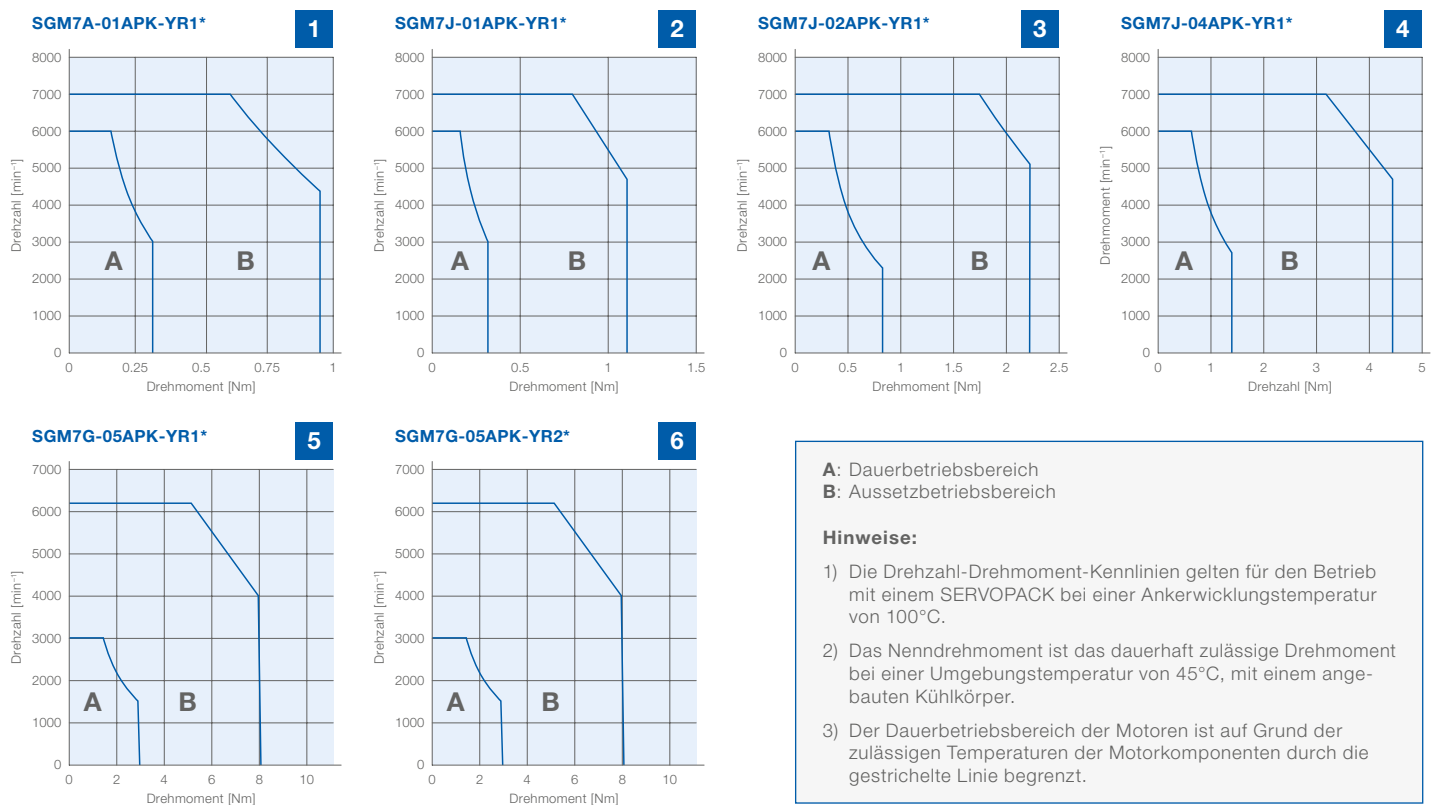 SGM7A-01APK-YR1*
1
8000
7000
6000
5000
4000
3000
2000
1000
0
Drehzahl [min⁻¹]
A
B
0
0.25
0.5
0.75
1
Drehmoment [Nm]
SGM7J-01APK-YR1*
2
8000
7000
6000
5000
4000
3000
2000
1000
0
Drehzahl [min⁻¹]
A
B
0
0.5
1
1.5
Drehmoment [Nm]
SGM7J-02APK-YR1*
3
8000
7000
6000
5000
4000
3000
2000
1000
0
Drehzahl [min⁻¹]
A
B
0
0.5
1
1.5
2
2.5
Drehmoment [Nm]
SGM7J-04APK-YR1*
4
8000
7000
6000
5000
4000
3000
2000
1000
0
Drehmoment [min⁻¹]
A
B
0
1
2
3
4
5
Drehzahl [Nm]
SGM7G-05APK-YR1*
5
7000
6000
5000
4000
3000
2000
1000
0
Drehzahl [min⁻¹]
A
B
0
2
4
6
8
10
Drehmoment [Nm]
SGM7G-05APK-YR2*
6
7000
6000
5000
4000
3000
2000
1000
0
Drehzahl [min⁻¹]
A
B
0
2
4
6
8
10
Drehmoment [Nm]
A: Dauerbetriebsbereich
B: Aussetzbetriebsbereich
Hinweise:
1) Die Drehzahl-Drehmoment-Kennlinien gelten für den Betrieb
mit einem SERVOPACK bei einer Ankerwicklungstemperatur
von 100°C.
2) Das Nenndrehmoment ist das dauerhaft zulässige Drehmoment
bei einer Umgebungstemperatur von 45°C, mit einem ange-
bauten Kühlkörper.
3) Der Dauerbetriebsbereich der Motoren ist auf Grund der
zulässigen Temperaturen der Motorkomponenten durch die
gestrichelte Linie begrenzt.